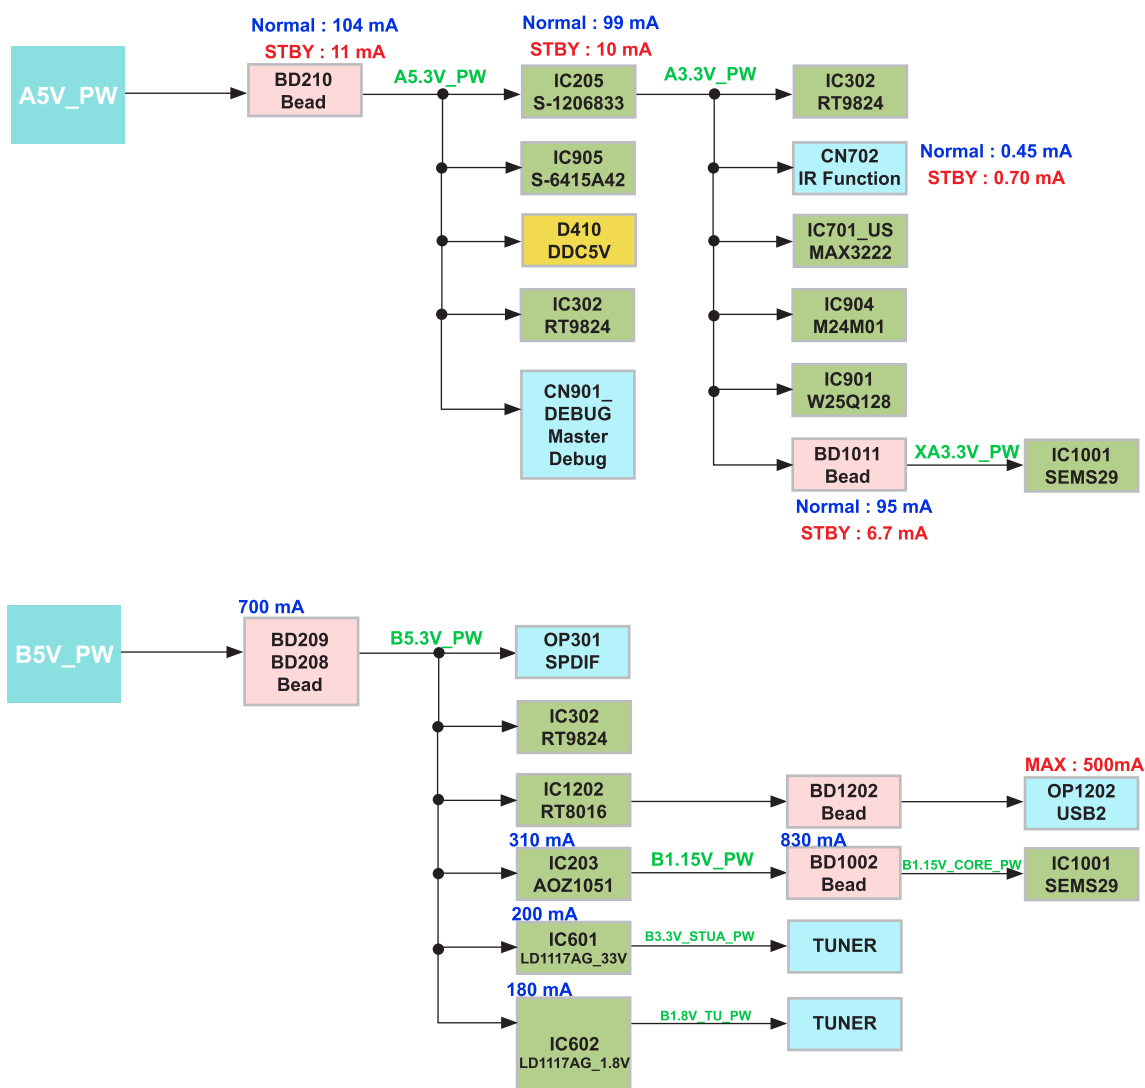 Normal : 104 mA
STBY : 11 mA
Normal : 99 mA
STBY : 10 mA
A5V_PW
BD210
Bead
A5.3V_PW
IC205
S-1206833
A3.3V_PW
IC302
RT9824
IC905
S-6415A42
CN702
IR Function
Normal : 0.45 mA
STBY : 0.70 mA
D410
DDC5V
IC701_US
MAX3222
IC302
RT9824
IC904
M24M01
CN901_
DEBUG
Master
Debug
IC901
W25Q128
BD1011
Bead
XA3.3V_PW
IC1001
SEMS29
Normal : 95 mA
STBY : 6.7 mA
700 mA
B5V_PW
BD209
BD208
Bead
B5.3V_PW
OP301
SPDIF
IC302
RT9824
IC1202
RT8016
BD1202
Bead
MAX : 500mA
OP1202
USB2
310 mA
IC203
AOZ1051
B1.15V_PW
830 mA
BD1002
Bead
B1.15V_CORE_PW
IC1001
SEMS29
200 mA
IC601
LD1117AG_33V
B3.3V_STUA_PW
TUNER
180 mA
IC602
LD1117AG_1.8V
B1.8V_TU_PW
TUNER